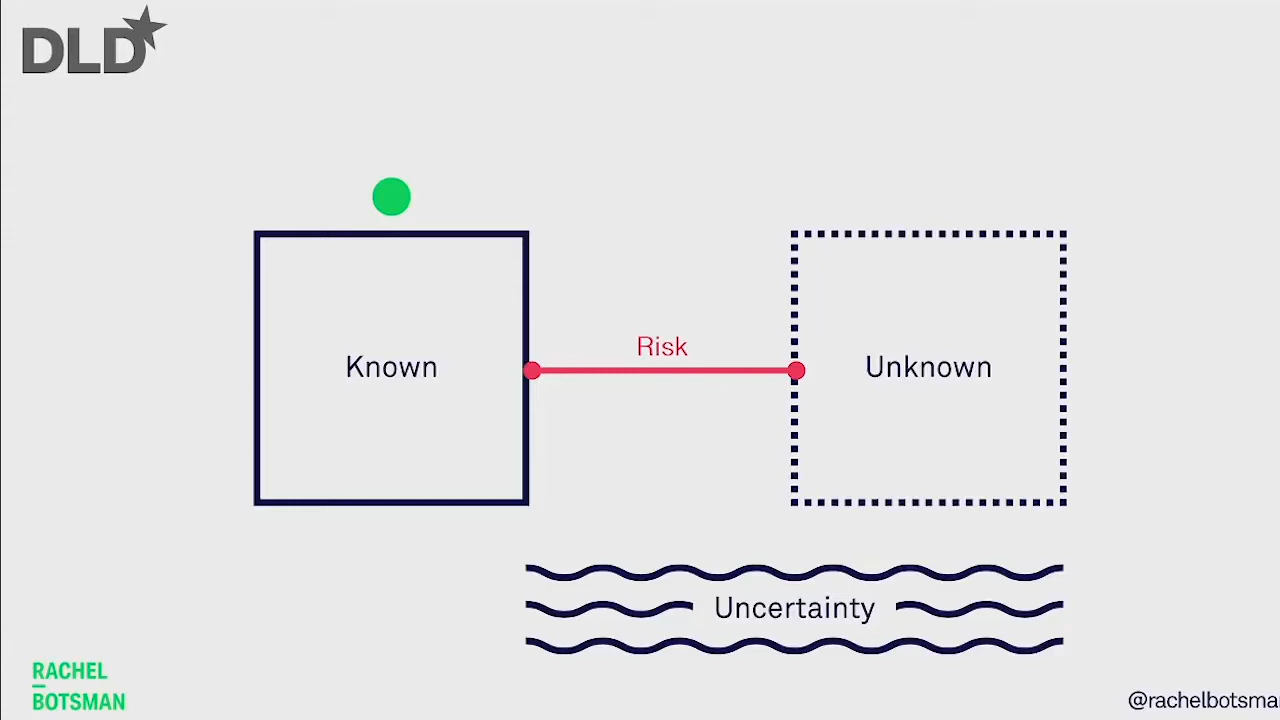 DLD
Risk
Known
Unknown
Uncertainty
RACHEL
BOTSMAN
@rachelbotsma